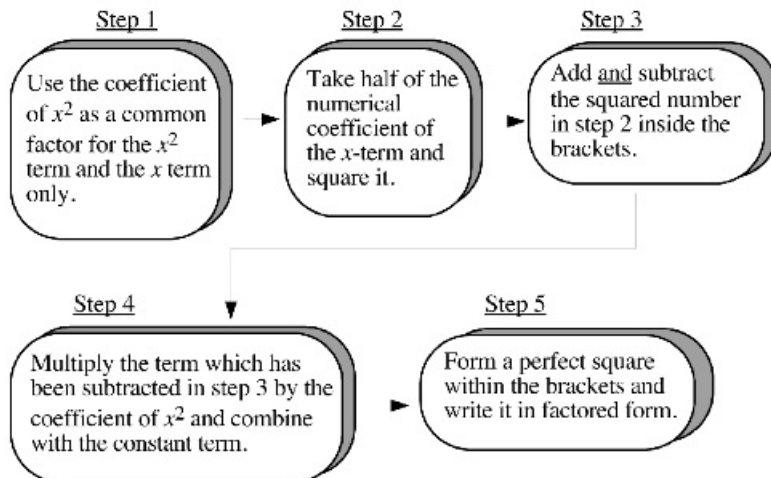 Step 1
Use the coefficient
of x² as a common
factor for the x²
term and the x term
only.
Step 2
Take half of the
numerical
coefficient of
the x-term and
square it.
Step 3
Add and subtract
the squared number
in step 2 inside the
brackets.
Step 4
Multiply the term which has
been subtracted in step 3 by the
coefficient of x² and combine
with the constant term.
Step 5
Form a perfect square
within the brackets and
write it in factored form.